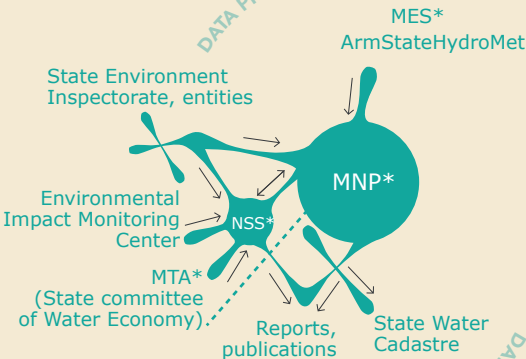 MES*
ArmStateHydroMet
State Environment
Inspectorate, entities
MNP*
Environmental
Impact Monitoring
Center
NSS*
MTA*
(State committee
of Water Economy)
Reports,
publications
State Water
Cadastre